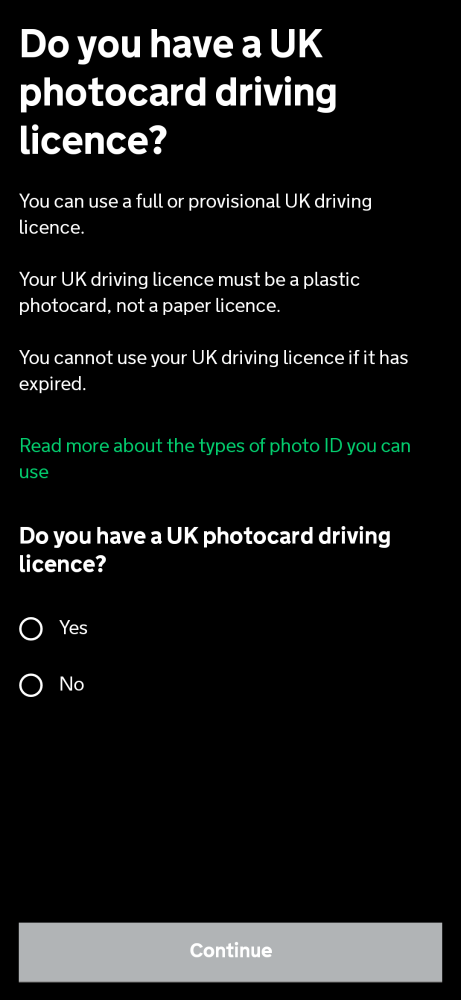 Do you have a UK
photocard driving
licence?
You can use a full or provisional UK driving
licence.
Your UK driving licence must be a plastic
photocard, not a paper licence.
You cannot use your UK driving licence if it has
expired.
Read more about the types of photo ID you can
use
Do you have a UK photocard driving
licence?
Yes
No
Continue